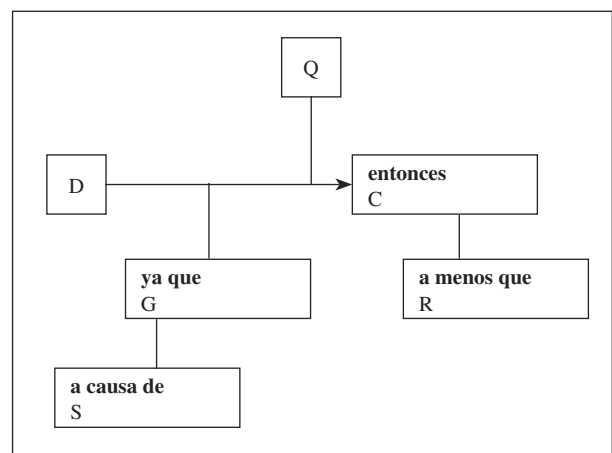 Q
D
entonces
C
ya que
G
a menos que
R
a causa de
S